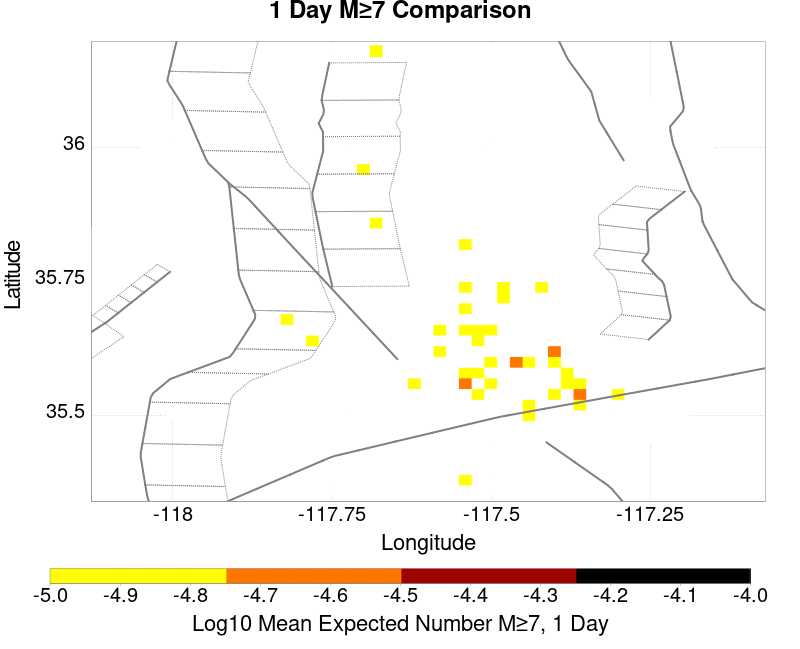 1 Day M≥7 Comparison
36
35.75
35.5
Latitude
-118 -117.75 -117.5 -117.25
Longitude
-5.0 -4.9 -4.8 -4.7 -4.6 -4.5 -4.4 -4.3 -4.2 -4.1 -4.0
Log10 Mean Expected Number M≥7, 1 Day